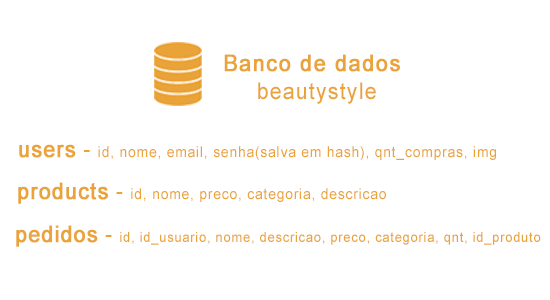 Banco de dados
beautystyle
users - id, nome, email, senha(salva em hash), qnt_compras, img
products - id, nome, preco, categoria, descricao
pedidos - id, id_usuario, nome, descricao, preco, categoria, qnt, id_produto